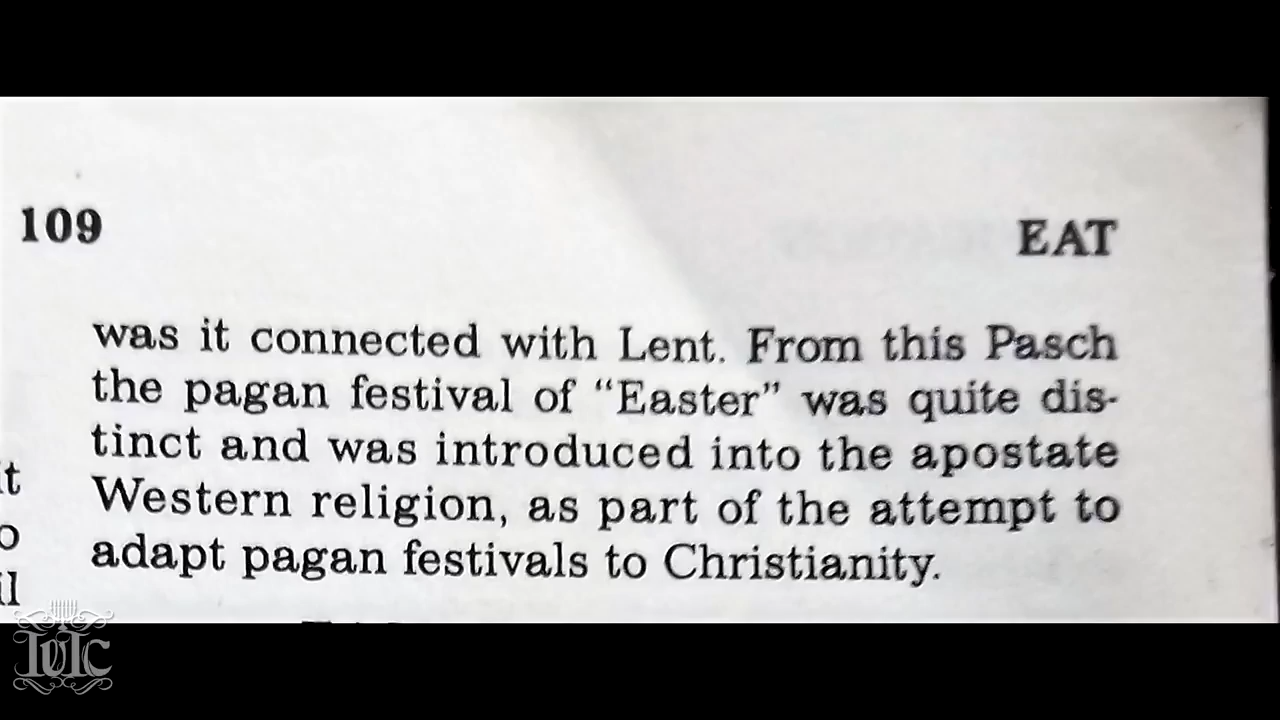 109
EAT
was it connected with Lent. From this Pasch
the pagan festival of "Easter" was quite dis-
tinct and was introduced into the apostate
Western religion, as part of the attempt to
adapt pagan festivals to Christianity.
IUIC